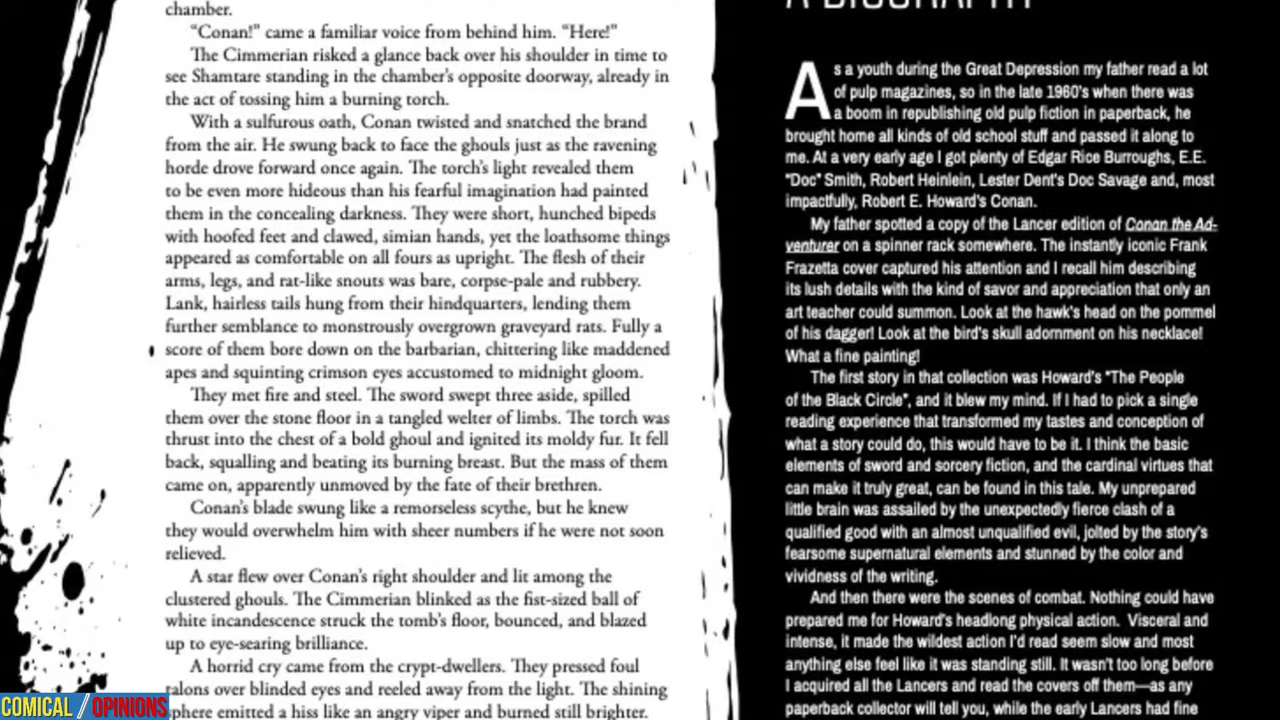 chamber.
“Conan!” came a familiar voice from behind him. “Here!”
The Cimmerian risked a glance back over his shoulder in time to
see Shamtare standing in the chamber’s opposite doorway, already in
the act of tossing him a burning torch.
With a sulfurous oath, Conan twisted and snatched the brand
from the air. He swung back to face the ghouls just as the ravening
horde drove forward once again. The torch’s light revealed them
to be even more hideous than his fearful imagination had painted
them in the concealing darkness. They were short, hunched bipeds
with hoofed feet and clawed, simian hands, yet the loathsome things
appeared as comfortable on all fours as upright. The flesh of their
arms, legs, and rat-like snouts was bare, corpse-pale and rubbery.
Lank, hairless tails hung from their hindquarters, lending them
further semblance to monstrously overgrown graveyard rats. Fully a
score of them bore down on the barbarian, chittering like maddened
apes and squinting crimson eyes accustomed to midnight gloom.
They met fire and steel. The sword swept three aside, spilled
them over the stone floor in a tangled welter of limbs. The torch was
thrust into the chest of a bold ghoul and ignited its moldy fur. It fell
back, squalling and beating its burning breast. But the mass of them
came on, apparently unmoved by the fate of their brethren.
Conan’s blade swung like a remorseless scythe, but he knew
they would overwhelm him with sheer numbers if he were not soon
relieved.
A star flew over Conan’s right shoulder and lit among the
clustered ghouls. The Cimmerian blinked as the fist-sized ball of
white incandescence struck the tomb’s floor, bounced, and blazed
up to eye-searing brilliance.
A horrid cry came from the crypt-dwellers. They pressed foul
talons over blinded eyes and reeled away from the light. The shining
sphere emitted a hiss like an angry viper and burned still brighter.
A BIOGRAPHY
As a youth during the Great Depression my father read a lot
of pulp magazines, so in the late 1960's when there was
a boom in republishing old pulp fiction in paperback, he
brought home all kinds of old school stuff and passed it along to
me. At a very early age I got plenty of Edgar Rice Burroughs, E.E.
"Doc" Smith, Robert Heinlein, Lester Dent's Doc Savage and, most
impactfully, Robert E. Howard's Conan.
My father spotted a copy of the Lancer edition of Conan the Ad-
venturer on a spinner rack somewhere. The instantly iconic Frank
Frazetta cover captured his attention and I recall him describing
its lush details with the kind of savor and appreciation that only an
art teacher could summon. Look at the hawk's head on the pommel
of his dagger! Look at the bird's skull adornment on his necklace!
What a fine painting!
The first story in that collection was Howard's "The People
of the Black Circle", and it blew my mind. If I had to pick a single
reading experience that transformed my tastes and conception of
what a story could do, this would have to be it. I think the basic
elements of sword and sorcery fiction, and the cardinal virtues that
can make it truly great, can be found in this tale. My unprepared
little brain was assailed by the unexpectedly fierce clash of a
qualified good with an almost unqualified evil, jolted by the story's
fearsome supernatural elements and stunned by the color and
vividness of the writing.
And then there were the scenes of combat. Nothing could have
prepared me for Howard's headlong physical action. Visceral and
intense, it made the wildest action I'd read seem slow and most
anything else feel like it was standing still. It wasn't too long before
I acquired all the Lancers and read the covers off them—as any
paperback collector will tell you, while the early Lancers had fine
COMICAL / OPINIONS